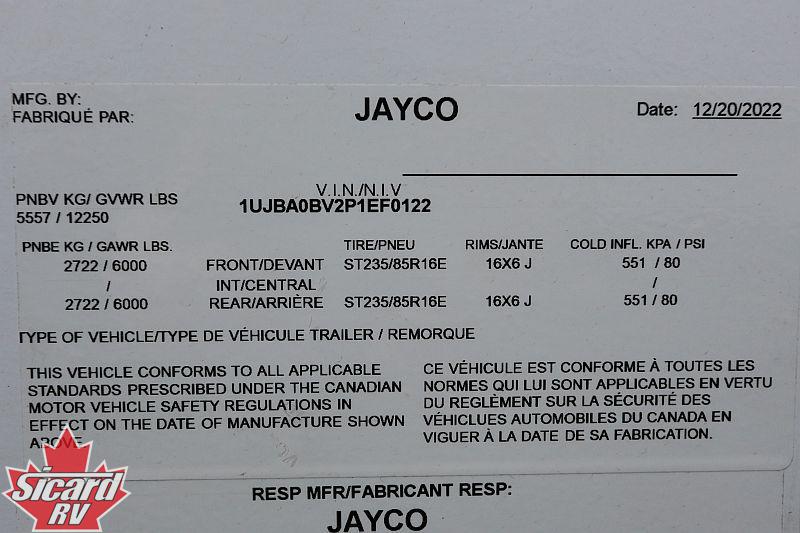 MFG. BY:
FABRIQUÉ PAR:
JAYCO
Date: 12/20/2022
V.I.N./N.I.V
PNBV KG/ GVWR LBS
1UJBA0BV2P1EF0122
5557 / 12250
PNBE KG / GAWR LBS. TIRE/PNEU RIMS/JANTE COLD INFL. KPA / PSI
2722 / 6000 FRONT/DEVANT ST235/85R16E 16X6 J 551 / 80
/ INT/CENTRAL /
2722 / 6000 REAR/ARRIÈRE ST235/85R16E 16X6 J 551 / 80
TYPE OF VEHICLE/TYPE DE VÉHICULE TRAILER / REMORQUE
THIS VEHICLE CONFORMS TO ALL APPLICABLE
STANDARDS PRESCRIBED UNDER THE CANADIAN
MOTOR VEHICLE SAFETY REGULATIONS IN
EFFECT ON THE DATE OF MANUFACTURE SHOWN
ABOVE
CE VÉHICULE EST CONFORME À TOUTES LES
NORMES QUI LUI SONT APPLICABLES EN VERTU
DU REGLÈMENT SUR LA SÉCURITÉ DES
VÉHICLUES AUTOMOBILES DU CANADA EN
VIGUER À LA DATE DE SA FABRICATION.
RESP MFR/FABRICANT RESP:
JAYCO
Sicard
RV